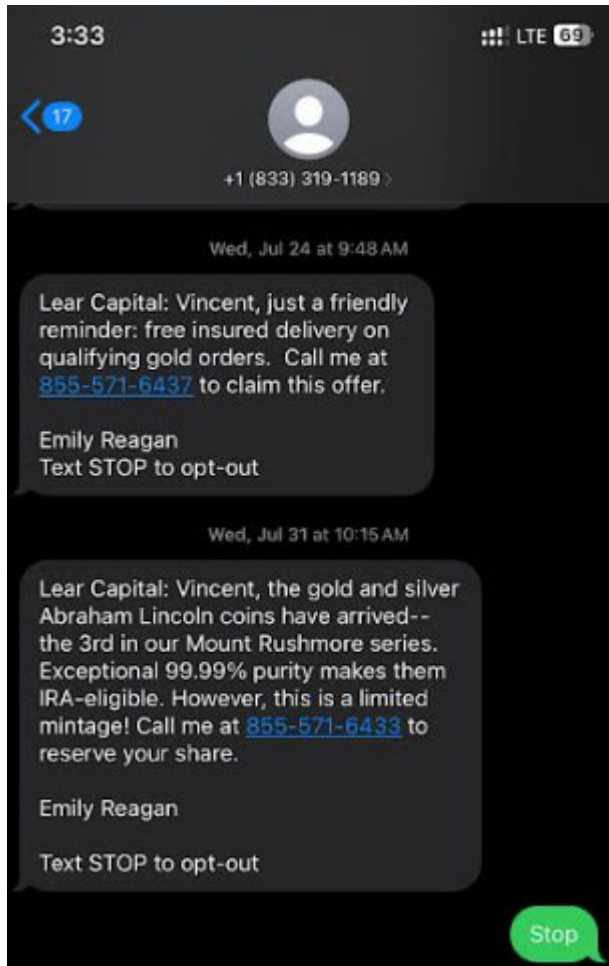 3:33
LTE 69
17
+1 (833) 319-1189
Wed, Jul 24 at 9:48 AM
Lear Capital: Vincent, just a friendly
reminder: free insured delivery on
qualifying gold orders.  Call me at
855-571-6437 to claim this offer.
Emily Reagan
Text STOP to opt-out
Wed, Jul 31 at 10:15 AM
Lear Capital: Vincent, the gold and silver
Abraham Lincoln coins have arrived--
the 3rd in our Mount Rushmore series.
Exceptional 99.99% purity makes them
IRA-eligible. However, this is a limited
mintage! Call me at 855-571-6433 to
reserve your share.
Emily Reagan
Text STOP to opt-out
Stop